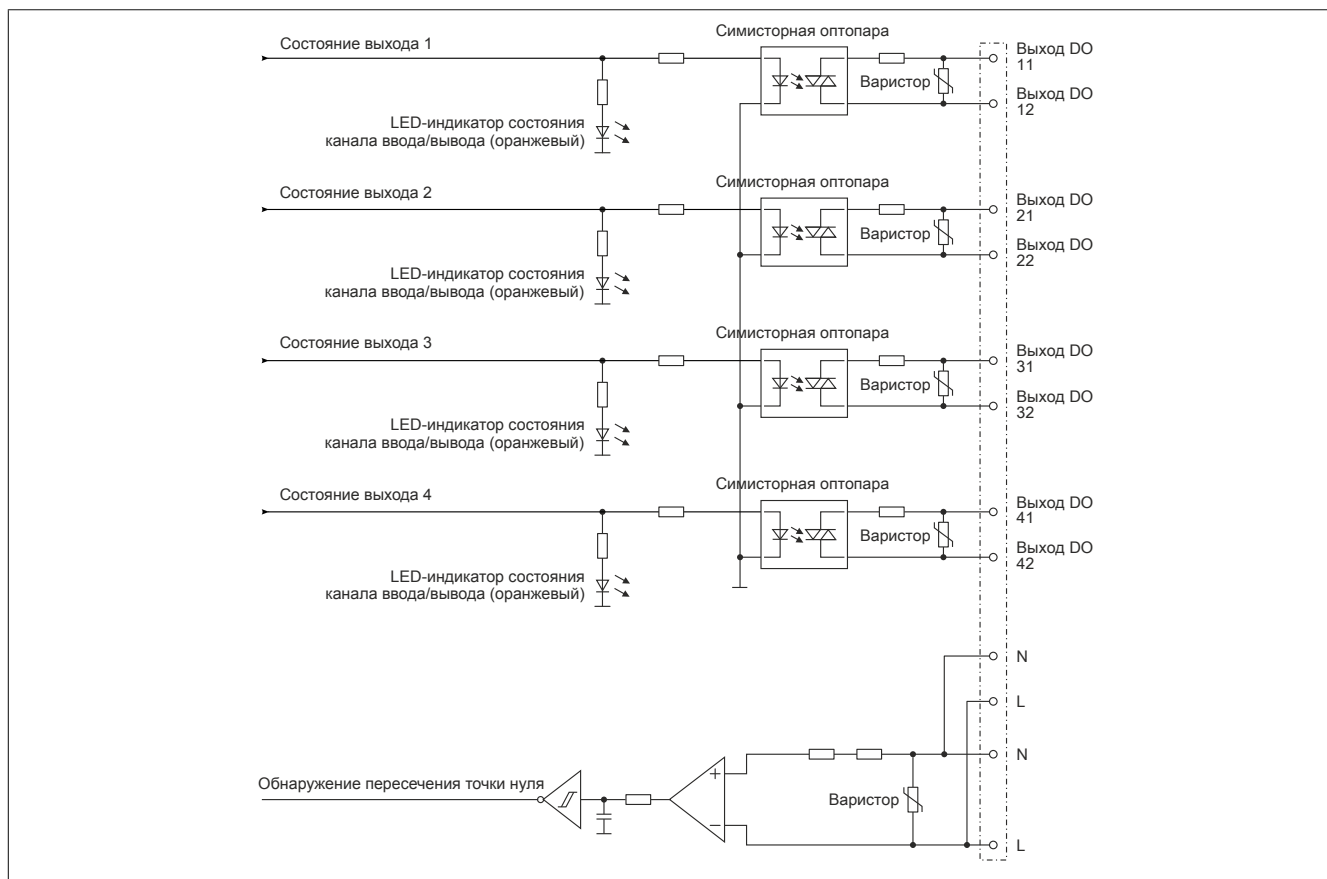 Симисторная оптопара
Состояние выхода 1
Выход DO
11
Варистор
Выход DO
12
LED-индикатор состояния
канала ввода/вывода (оранжевый)
Симисторная оптопара
Состояние выхода 2
Выход DO
21
Варистор
Выход DO
22
LED-индикатор состояния
канала ввода/вывода (оранжевый)
Симисторная оптопара
Состояние выхода 3
Выход DO
31
Варистор
Выход DO
32
LED-индикатор состояния
канала ввода/вывода (оранжевый)
Симисторная оптопара
Состояние выхода 4
Выход DO
41
Варистор
Выход DO
42
LED-индикатор состояния
канала ввода/вывода (оранжевый)
N
L
N
Обнаружение пересечения точки нуля
+
Варистор
−
L